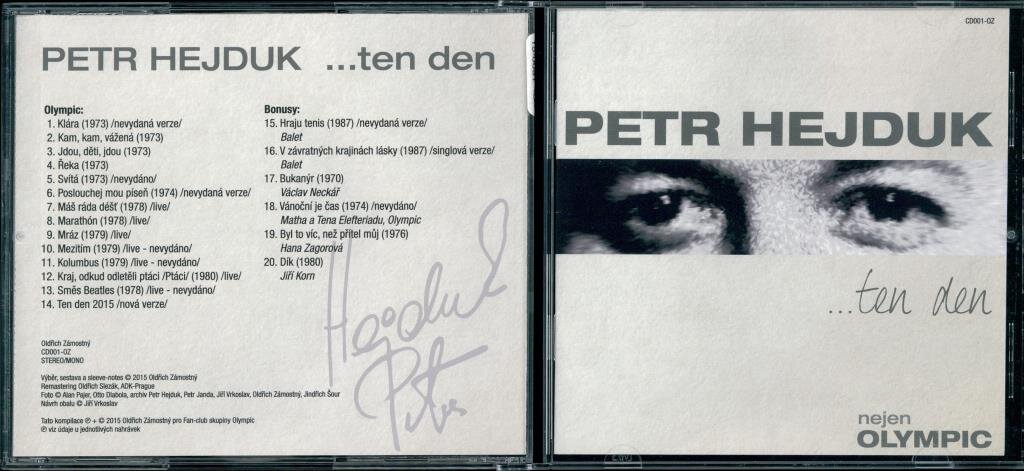 PETR HEJDUK ...ten den
Olympic:
1. Klára (1973) /nevydaná verze/
2. Kam, kam, vážená (1973)
3. Jdou, děti, jdou (1973)
4. Řeka (1973)
5. Svítá (1973) /nevydáno/
6. Poslouchej mou píseň (1974) /nevydaná verze/
7. Máš ráda déšť (1978) /live/
8. Marathón (1978) /live/
9. Mráz (1979) /live/
10. Mezitím (1979) /live - nevydáno/
11. Kolumbus (1979) /live - nevydáno/
12. Kraj, odkud odletěli ptáci /Ptáci/ (1980) /live/
13. Směs Beatles (1978) /live - nevydáno/
14. Ten den 2015 /nová verze/
Bonusy:
15. Hraju tenis (1987) /nevydaná verze/
Balet
16. V závratných krajinách lásky (1987) /singlová verze/
Balet
17. Bukanýr (1970)
Václav Neckář
18. Vánoční je čas (1974) /nevydáno/
Matha a Tena Elefteriadu, Olympic
19. Byl to víc, než přítel můj (1976)
Hana Zagorová
20. Dík (1980)
Jiří Korn
Hejduk
Petr
Oldřich Zámostný
CD001-OZ
STEREO/MONO
Výběr, sestava a sleeve-notes © 2015 Oldřich Zámostný
Remastering Oldřich Slezák, ADK-Prague
Foto © Alan Pajer, Otto Dlabola, archiv Petr Hejduk, Petr Janda, Jiří Vrkoslav, Oldřich Zámostný, Jindřich Šour
Návrh obalu © Jiří Vrkoslav
Tato kompilace ℗ + © 2015 Oldřich Zámostný pro Fan-club skupiny Olympic
℗ viz údaje u jednotlivých nahrávek
CD001-OZ
PETR HEJDUK
...ten den
nejen
OLYMPIC